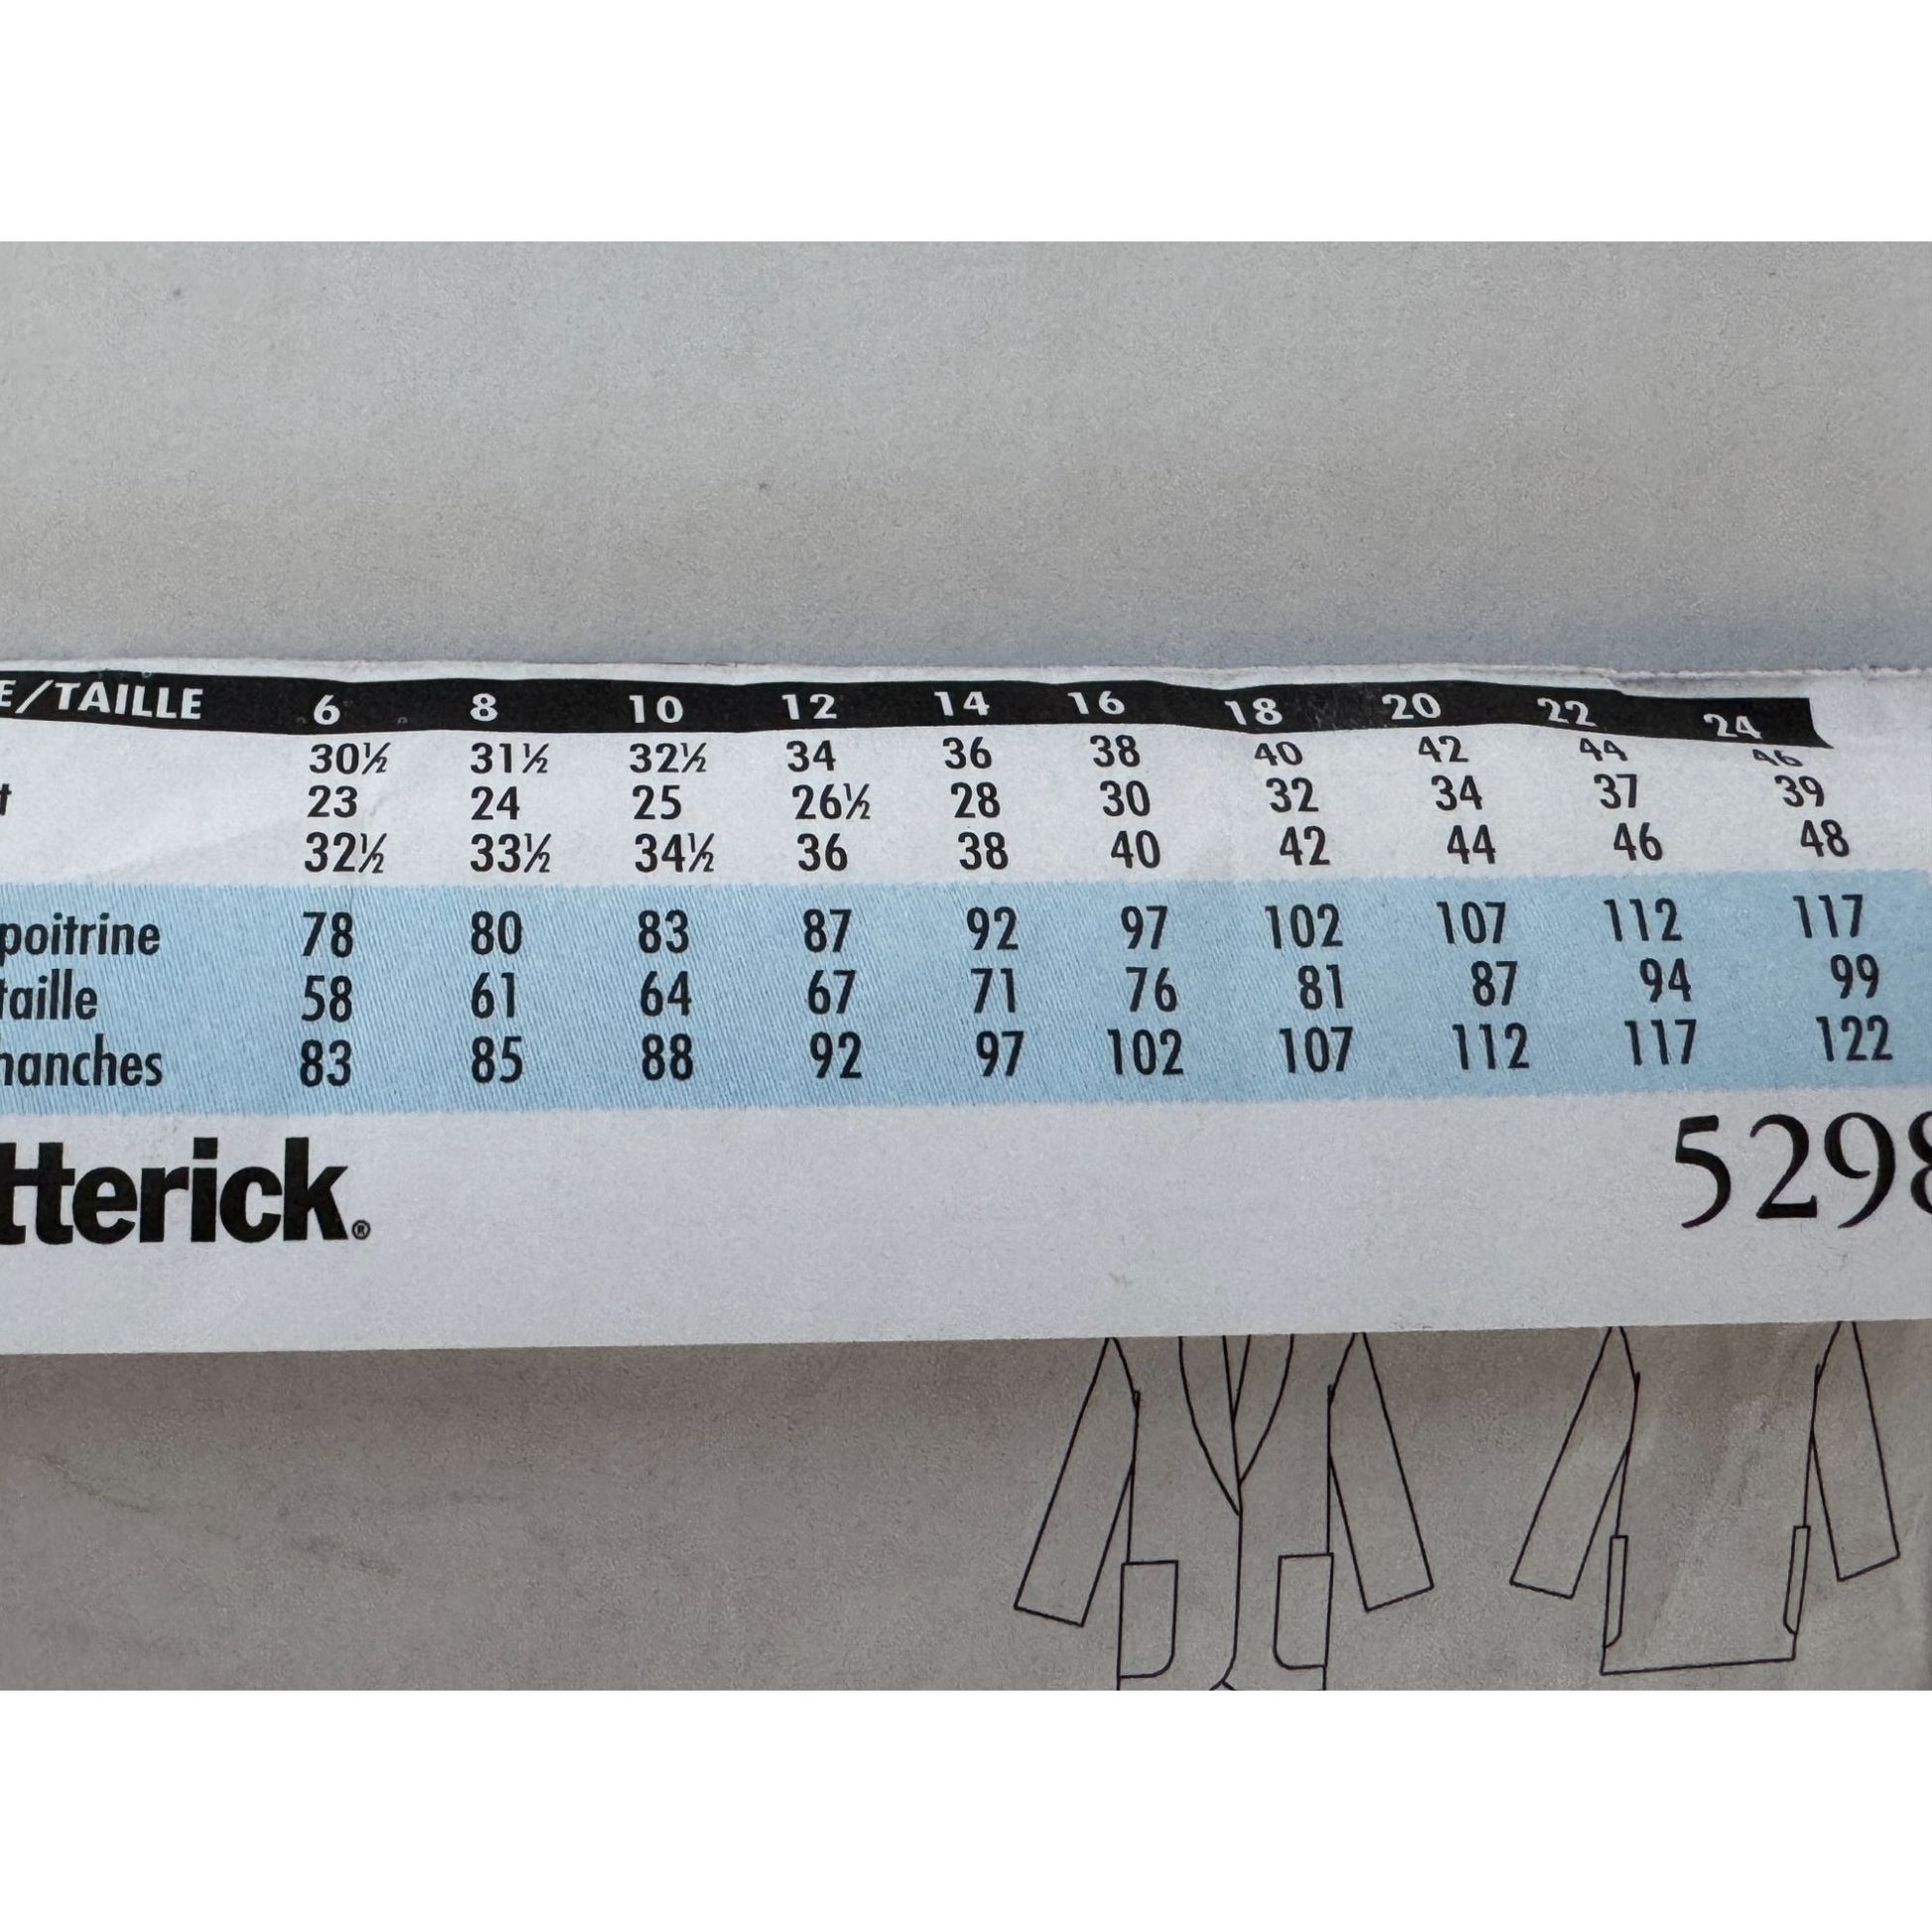 E/TAILLE 6 8 10 12 14 16 18 20 22 24
30½ 31½ 32½ 34 36 38 40 42 44 46
t 23 24 25 26½ 28 30 32 34 37 39
32½ 33½ 34½ 36 38 40 42 44 46 48
poitrine 78 80 83 87 92 97 102 107 112 117
taille 58 61 64 67 71 76 81 87 94 99
hanches 83 85 88 92 97 102 107 112 117 122
tterick® 5298